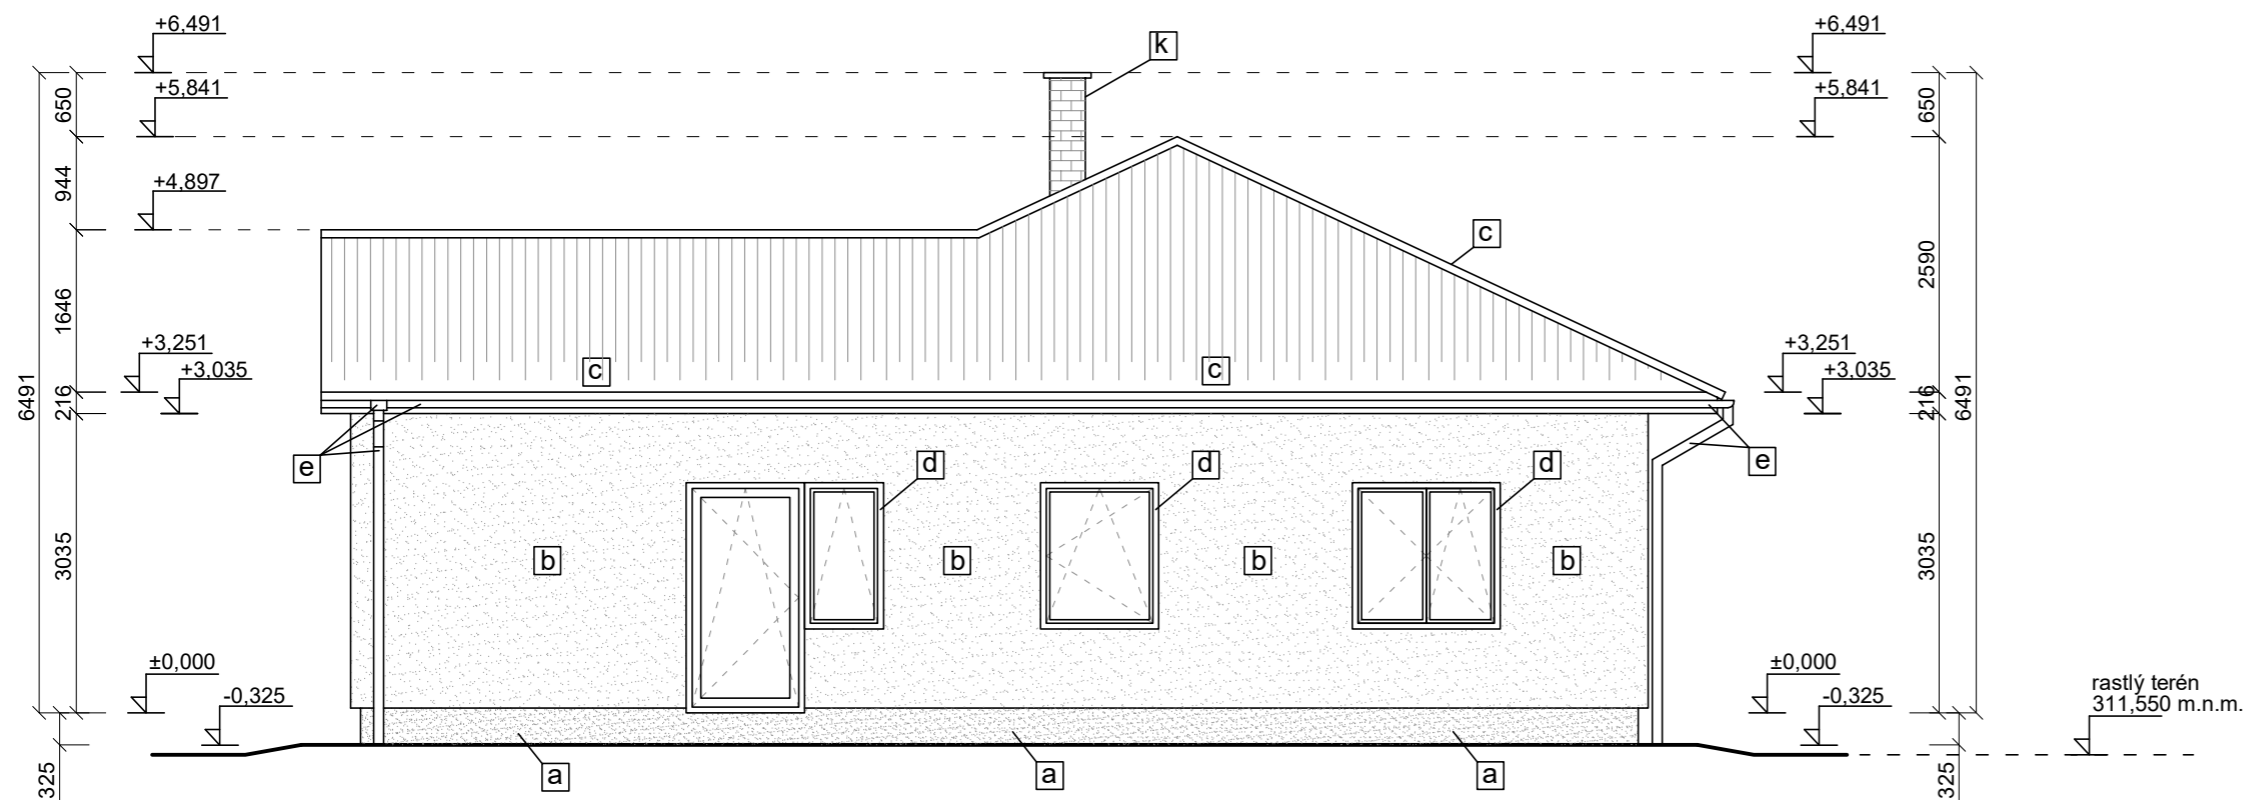 +6,491
+6,491
k
+5,841
+5,841
650
650
944
+4,897
c
2590
1646
+3,251
+3,251
+3,035
+3,035
c
c
6491
216
216
6491
e
d
d
d
e
3035
b
b
b
b
3035
±0,000
±0,000
-0,325
-0,325
rastlý terén
311,550 m.n.m.
a
a
a
325
325